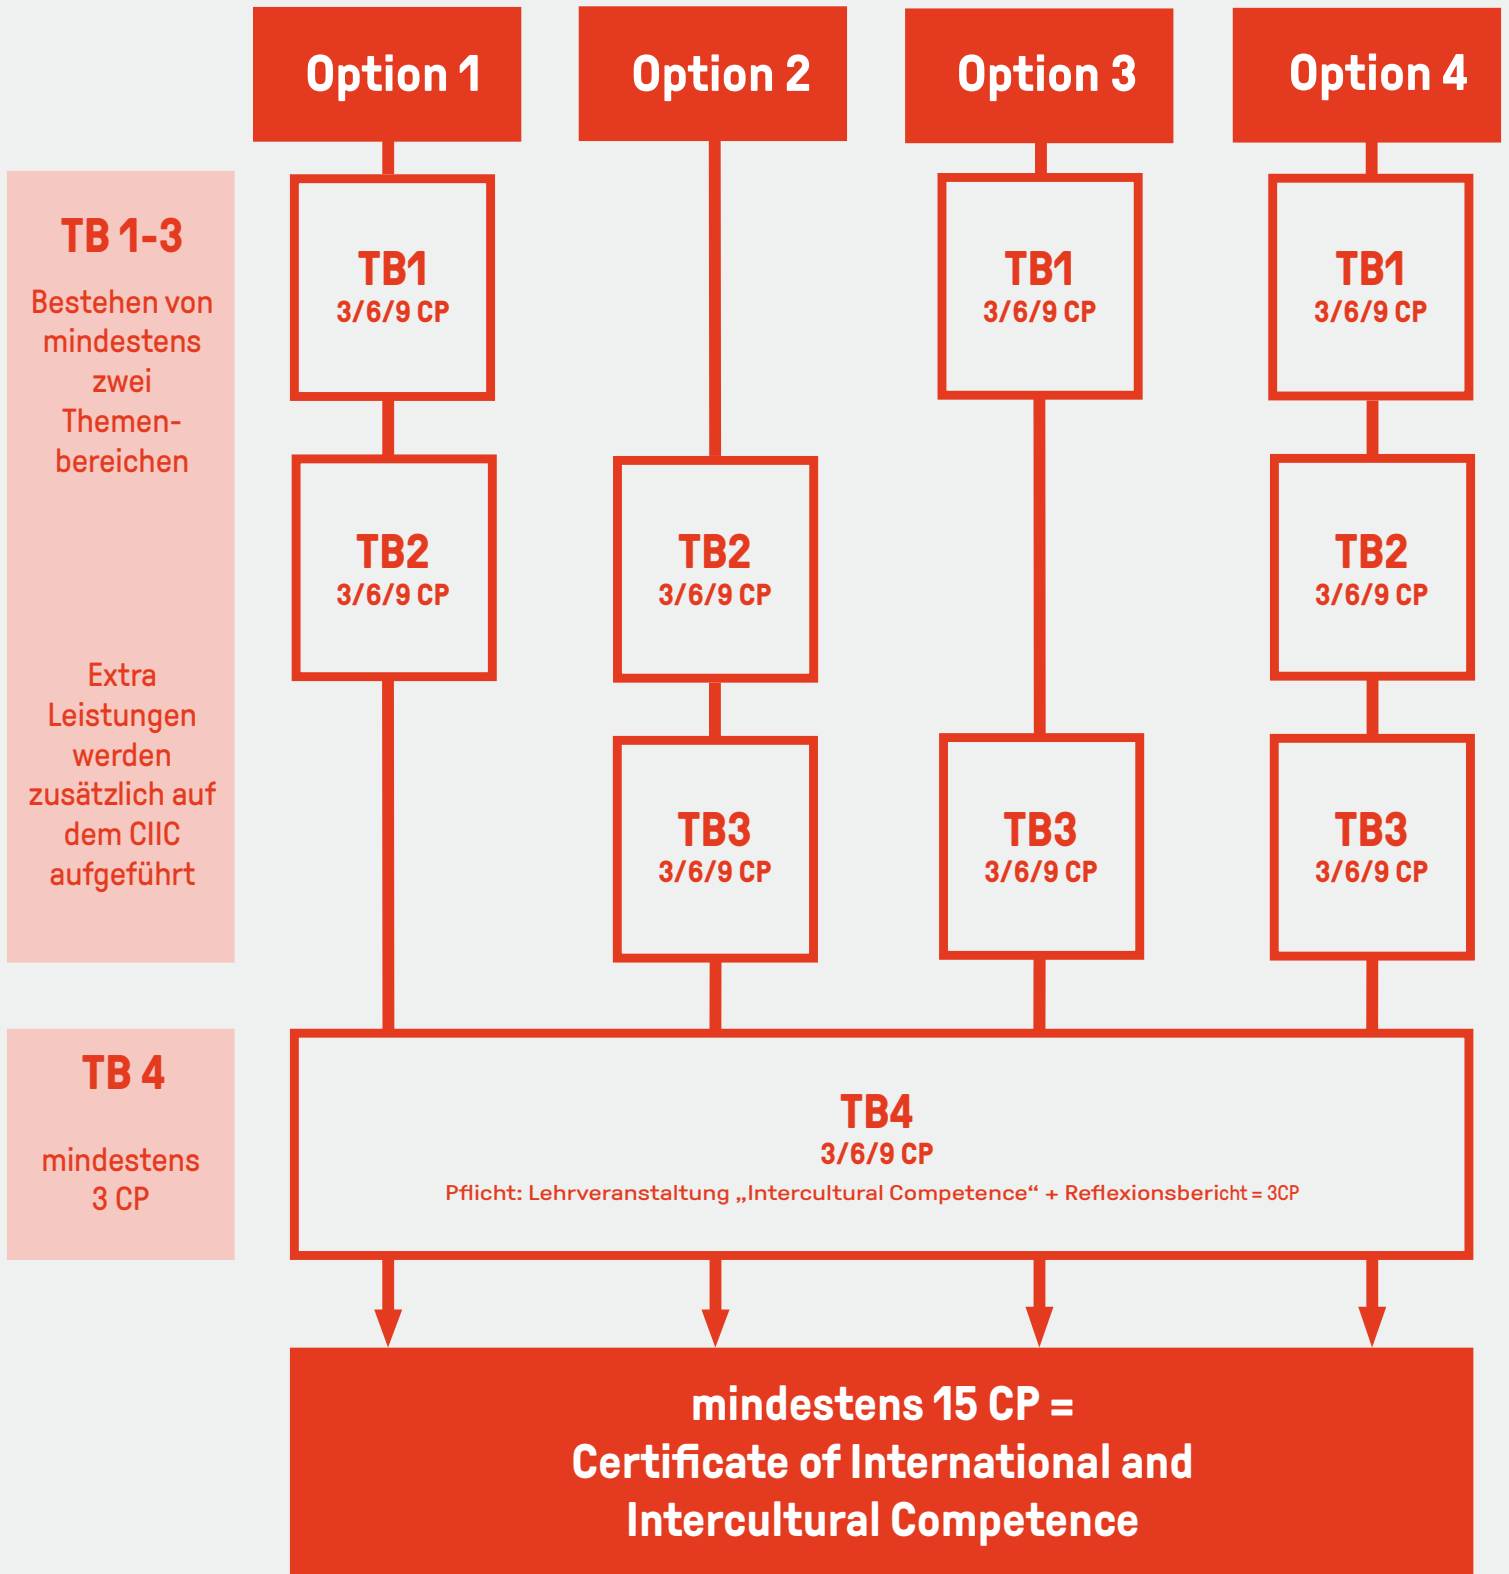 Option 1
Option 2
Option 3
Option 4
TB 1-3
Bestehen von
mindestens
zwei
Themen-
bereichen
Extra
Leistungen
werden
zusätzlich auf
dem CIIC
aufgeführt
TB1
3/6/9 CP
TB1
3/6/9 CP
TB1
3/6/9 CP
TB2
3/6/9 CP
TB2
3/6/9 CP
TB2
3/6/9 CP
TB3
3/6/9 CP
TB3
3/6/9 CP
TB3
3/6/9 CP
TB 4
mindestens
3 CP
TB4
3/6/9 CP
Pflicht: Lehrveranstaltung „Intercultural Competence“ + Reflexionsbericht = 3CP
mindestens 15 CP =
Certificate of International and
Intercultural Competence